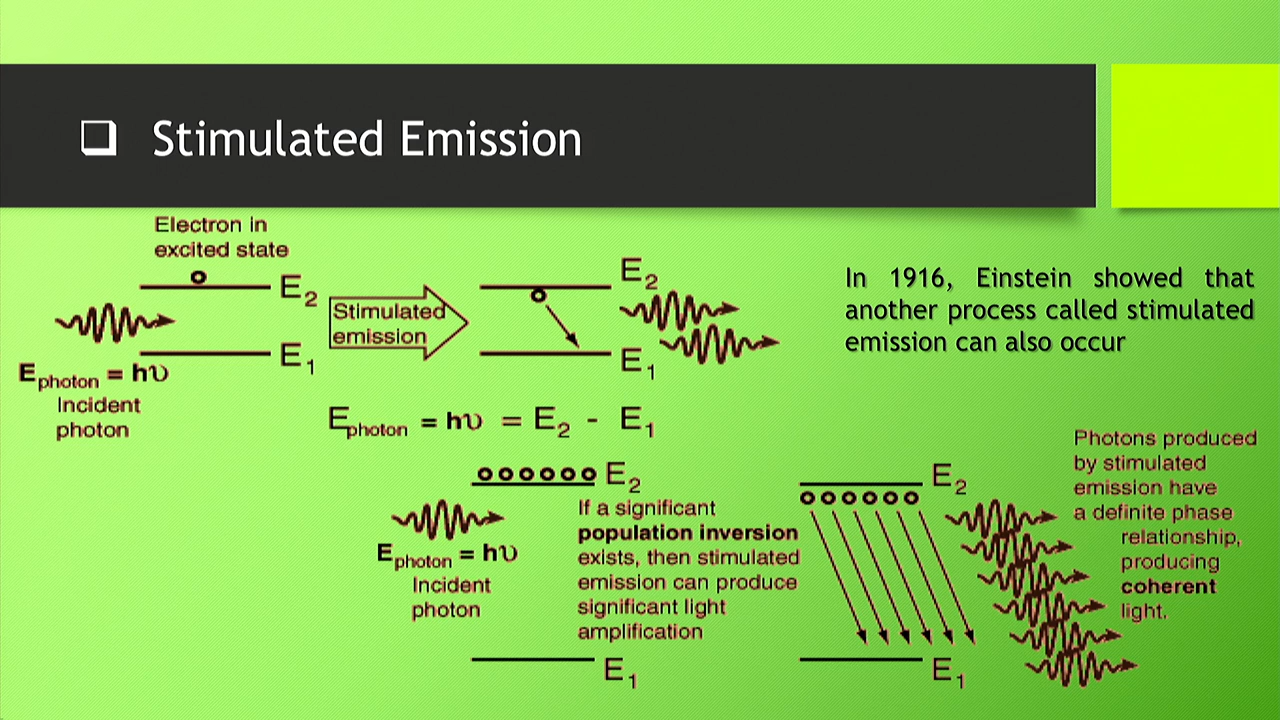 ❑ Stimulated Emission
Electron in
excited state
E₂
E₁
E_photon = hυ
Incident
photon
Stimulated
emission
E₂
E₁
In 1916, Einstein showed that
another process called stimulated
emission can also occur
E_photon = hυ = E₂ - E₁
E₂
E_photon = hυ
Incident
photon
If a significant
population inversion
exists, then stimulated
emission can produce
significant light
amplification
E₁
E₂
E₁
Photons produced
by stimulated
emission have
a definite phase
relationship,
producing
coherent
light.